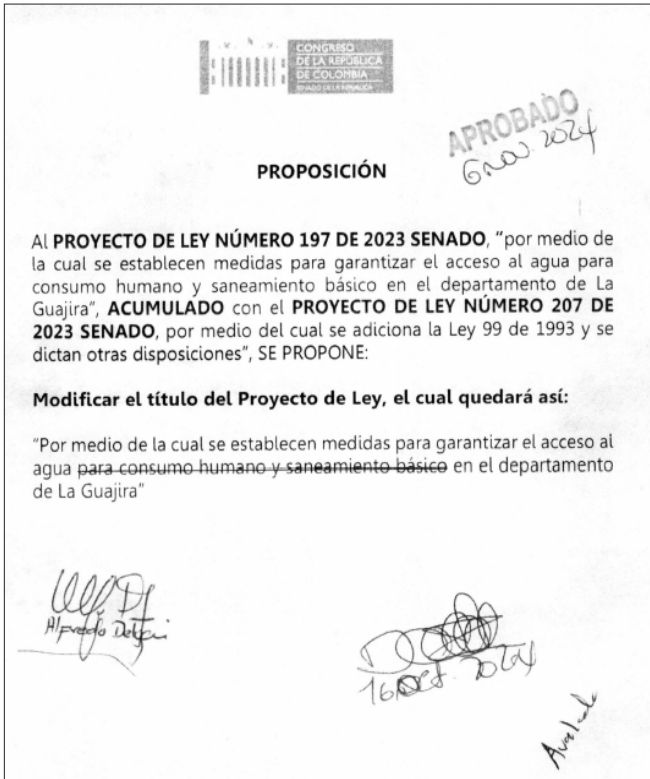 CONGRESO
DE LA REPÚBLICA
DE COLOMBIA
SENADO DE LA REPÚBLICA
APROBADO
6 nov. 2024
PROPOSICIÓN
Al PROYECTO DE LEY NÚMERO 197 DE 2023 SENADO, “por medio de
la cual se establecen medidas para garantizar el acceso al agua para
consumo humano y saneamiento básico en el departamento de La
Guajira”, ACUMULADO con el PROYECTO DE LEY NÚMERO 207 DE
2023 SENADO, por medio del cual se adiciona la Ley 99 de 1993 y se
dictan otras disposiciones”, SE PROPONE:
Modificar el título del Proyecto de Ley, el cual quedará así:
“Por medio de la cual se establecen medidas para garantizar el acceso al
agua para consumo humano y saneamiento básico en el departamento
de La Guajira”
Alfredo
16 oct. 2024
Avalada